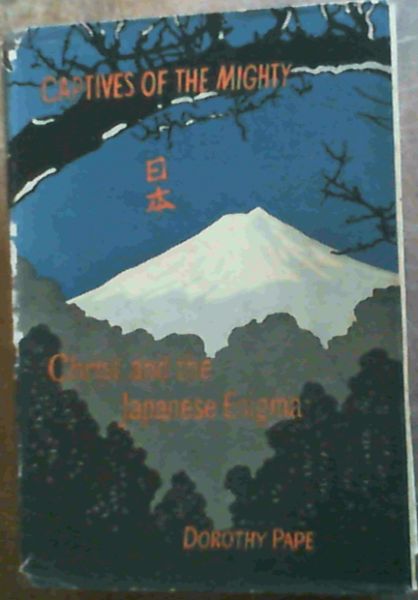 CAPTIVES OF THE MIGHTY
日本
Christ and the
Japanese Enigma
DOROTHY PAPE